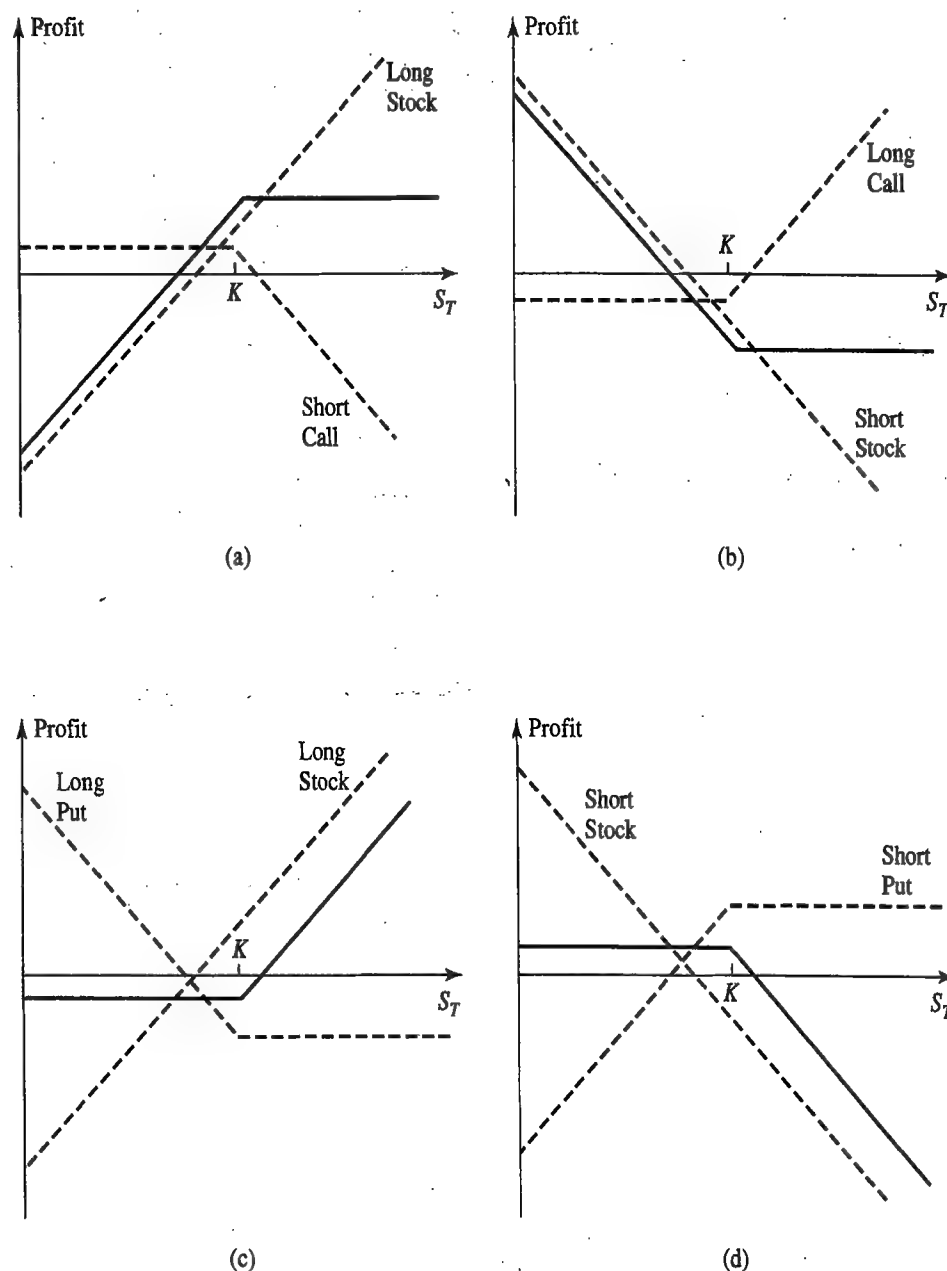 Profit
Long
Stock
K
S_T
Short
Call
(a)
Long
Call
K
S_T
Short
Stock
(b)
Profit
Long
Put
Long
Stock
K
S_T
(c)
Profit
Short
Stock
Short
Put
K
S_T
(d)